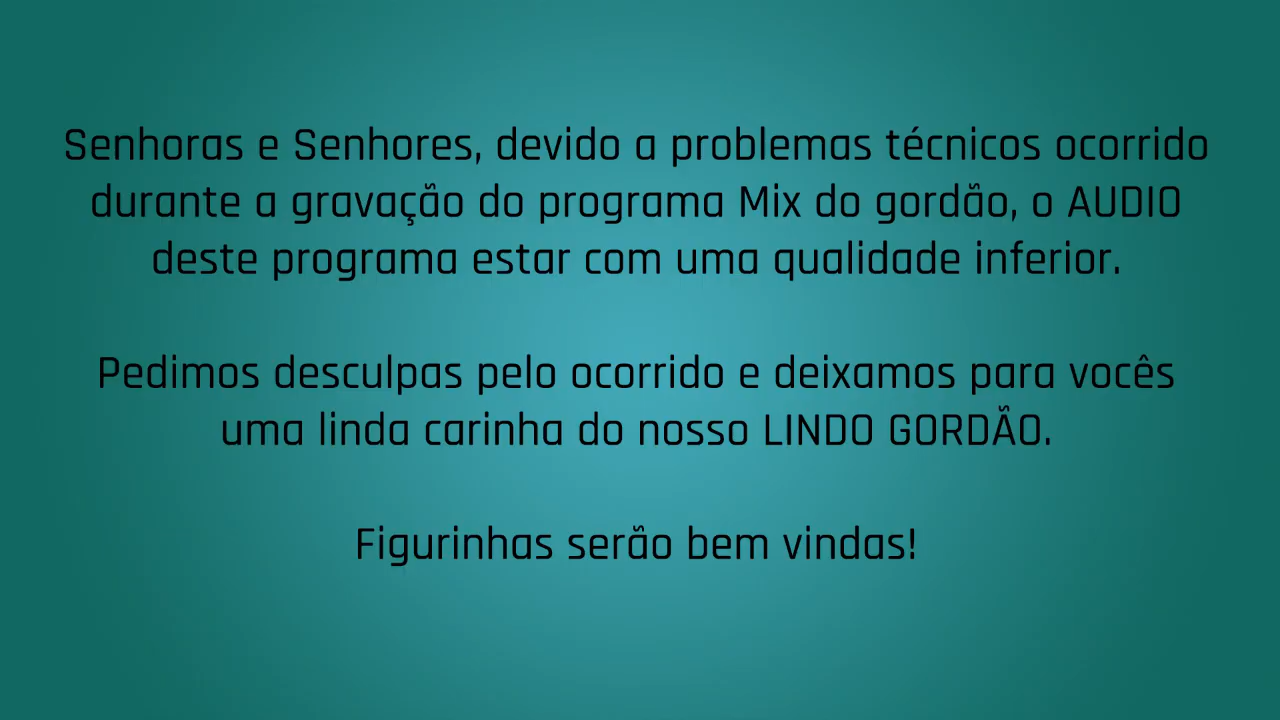 Senhoras e Senhores, devido a problemas técnicos ocorrido
durante a gravação do programa Mix do gordão, o AUDIO
deste programa estar com uma qualidade inferior.
Pedimos desculpas pelo ocorrido e deixamos para vocês
uma linda carinha do nosso LINDO GORDÃO.
Figurinhas serão bem vindas!